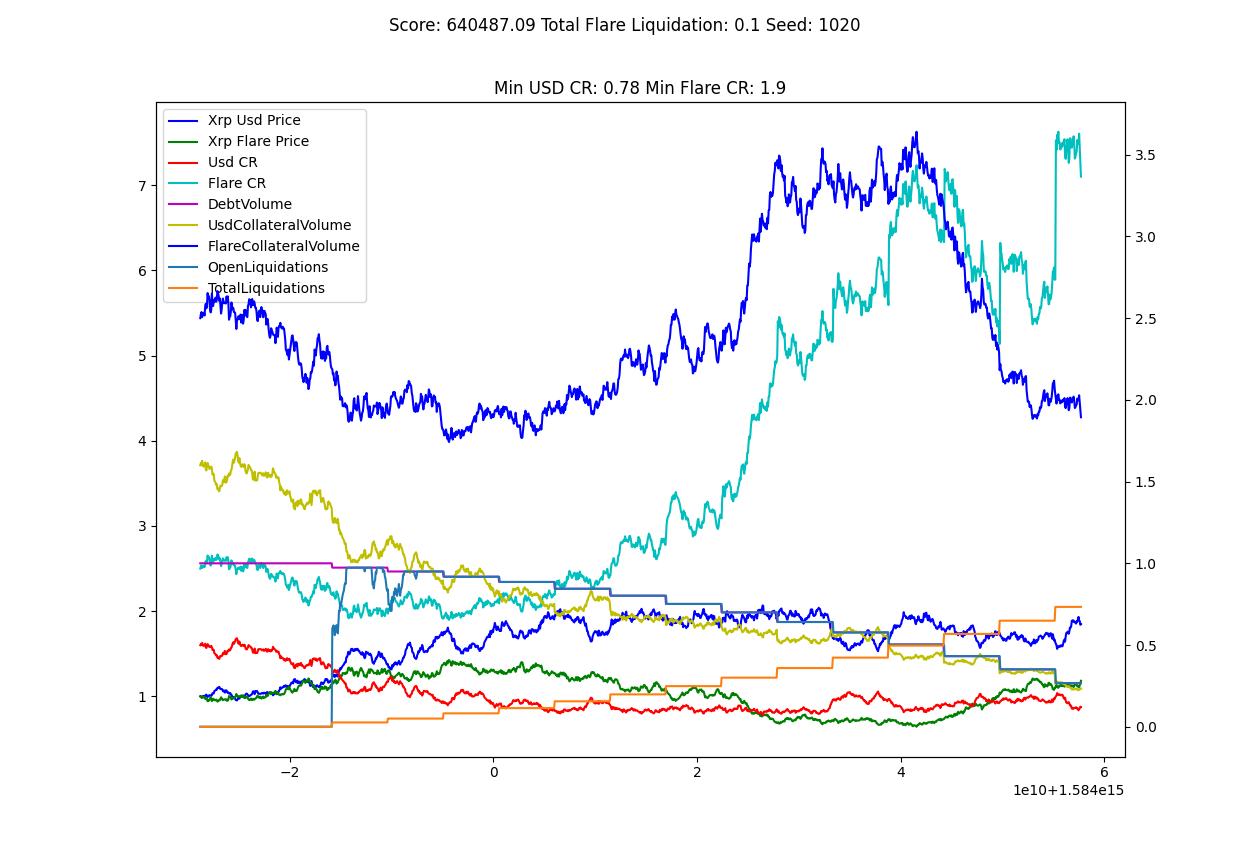 Score: 640487.09 Total Flare Liquidation: 0.1 Seed: 1020
Min USD CR: 0.78 Min Flare CR: 1.9
Xrp Usd Price
Xrp Flare Price
Usd CR
Flare CR
DebtVolume
UsdCollateralVolume
FlareCollateralVolume
OpenLiquidations
TotalLiquidations
7
6
5
4
3
2
1
3.5
3.0
2.5
2.0
1.5
1.0
0.5
0.0
−2 0 2 4 6
1e10+1.584e15